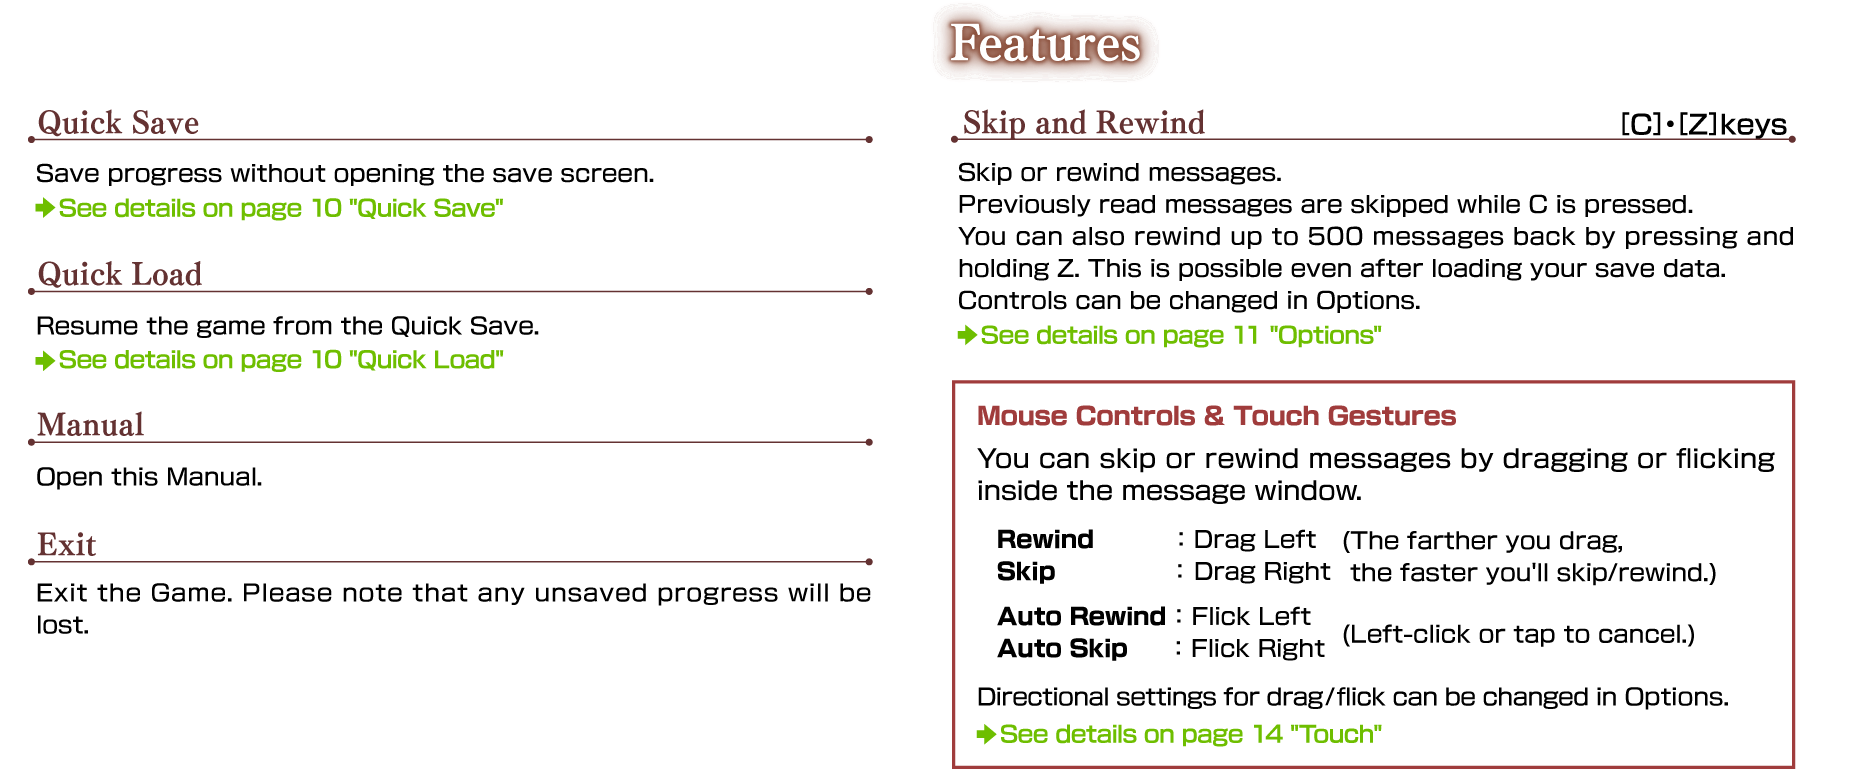 Quick Save
Save progress without opening the save screen.
See details on page 10 "Quick Save"
Quick Load
Resume the game from the Quick Save.
See details on page 10 "Quick Load"
Manual
Open this Manual.
Exit
Exit the Game. Please note that any unsaved progress will be
lost.
Features
Skip and Rewind [C]・[Z]keys
Skip or rewind messages.
Previously read messages are skipped while C is pressed.
You can also rewind up to 500 messages back by pressing and
holding Z. This is possible even after loading your save data.
Controls can be changed in Options.
See details on page 11 "Options"
Mouse Controls & Touch Gestures
You can skip or rewind messages by dragging or flicking
inside the message window.
Rewind : Drag Left (The farther you drag,
Skip : Drag Right the faster you'll skip/rewind.)
Auto Rewind : Flick Left
Auto Skip : Flick Right
(Left-click or tap to cancel.)
Directional settings for drag/flick can be changed in Options.
See details on page 14 "Touch"